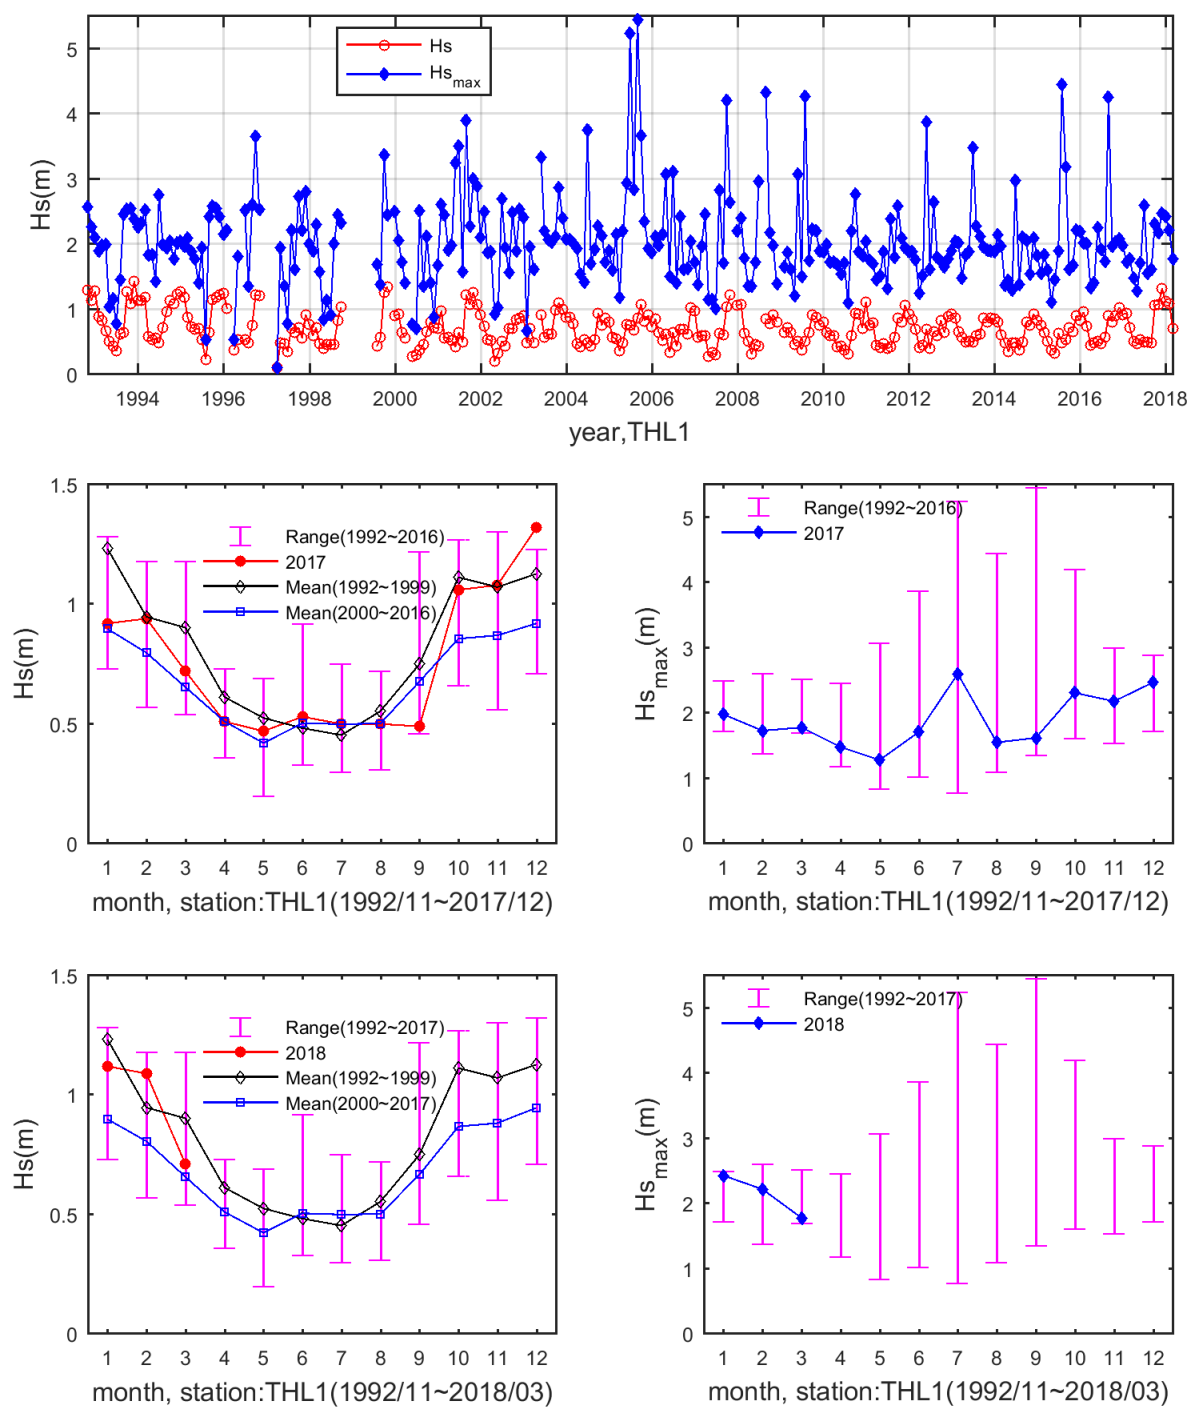 Hs(m)
5
4
3
2
1
0
Hs
Hsmax
1994 1996 1998 2000 2002 2004 2006 2008 2010 2012 2014 2016 2018
year,THL1
Hs(m)
1.5
1
0.5
0
Range(1992~2016)
2017
Mean(1992~1999)
Mean(2000~2016)
1 2 3 4 5 6 7 8 9 10 11 12
month, station:THL1(1992/11~2017/12)
Hsmax(m)
5
4
3
2
1
0
Range(1992~2016)
2017
1 2 3 4 5 6 7 8 9 10 11 12
month, station:THL1(1992/11~2017/12)
Hs(m)
1.5
1
0.5
0
Range(1992~2017)
2018
Mean(1992~1999)
Mean(2000~2017)
1 2 3 4 5 6 7 8 9 10 11 12
month, station:THL1(1992/11~2018/03)
Hsmax(m)
5
4
3
2
1
0
Range(1992~2017)
2018
1 2 3 4 5 6 7 8 9 10 11 12
month, station:THL1(1992/11~2018/03)